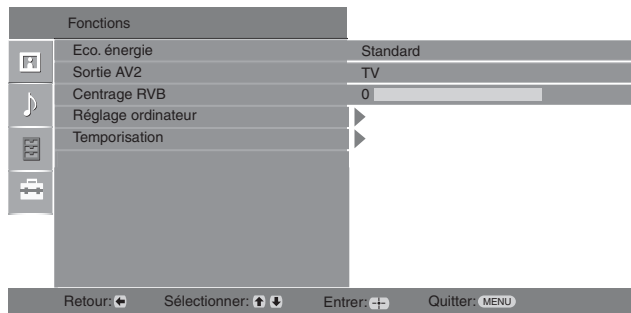 Fonctions
Eco. énergie Standard
Sortie AV2 TV
Centrage RVB 0
Réglage ordinateur
Temporisation
Retour: Sélectionner: Entrer: Quitter: MENU